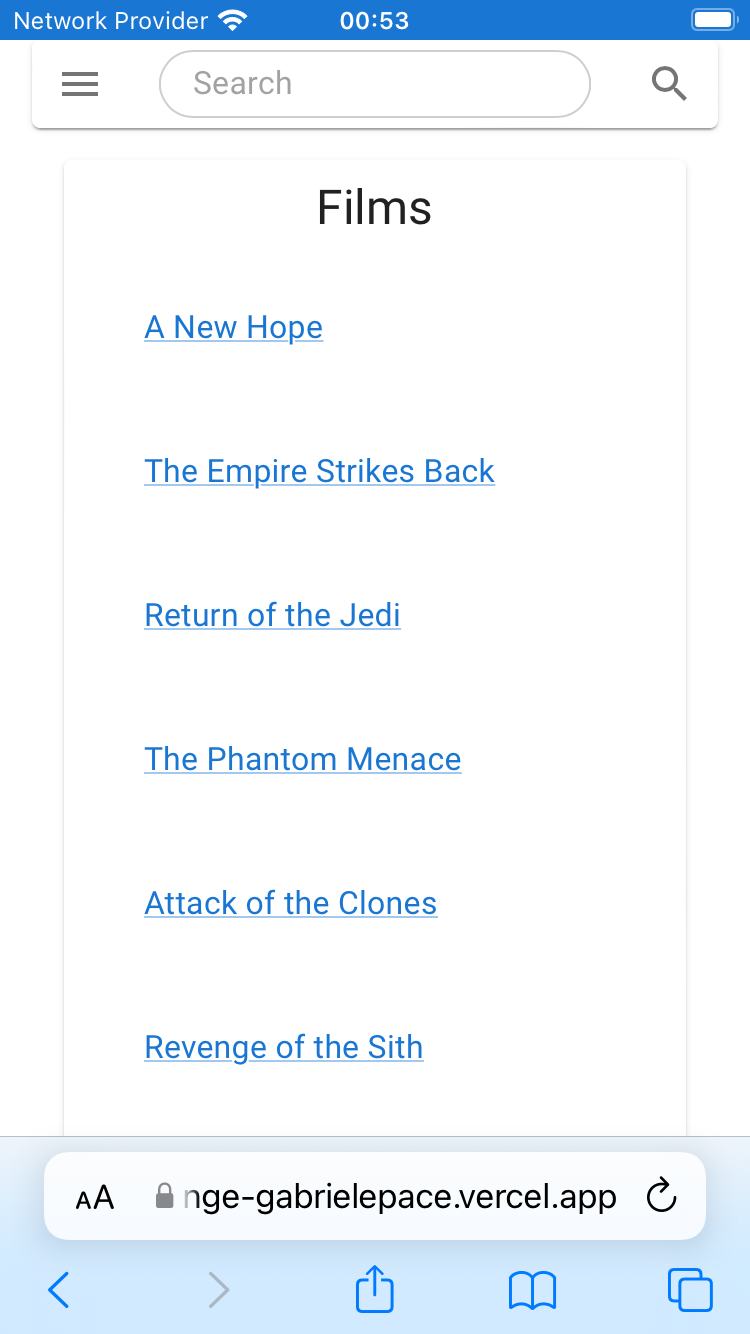 Network Provider 00:53
Search
Films
A New Hope
The Empire Strikes Back
Return of the Jedi
The Phantom Menace
Attack of the Clones
Revenge of the Sith
AA nge-gabrielepace.vercel.app